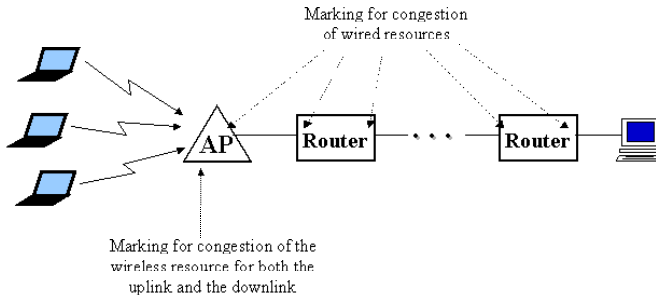 Marking for congestion
of wired resources
AP
Router
Router
Marking for congestion of the
wireless resource for both the
uplink and the downlink